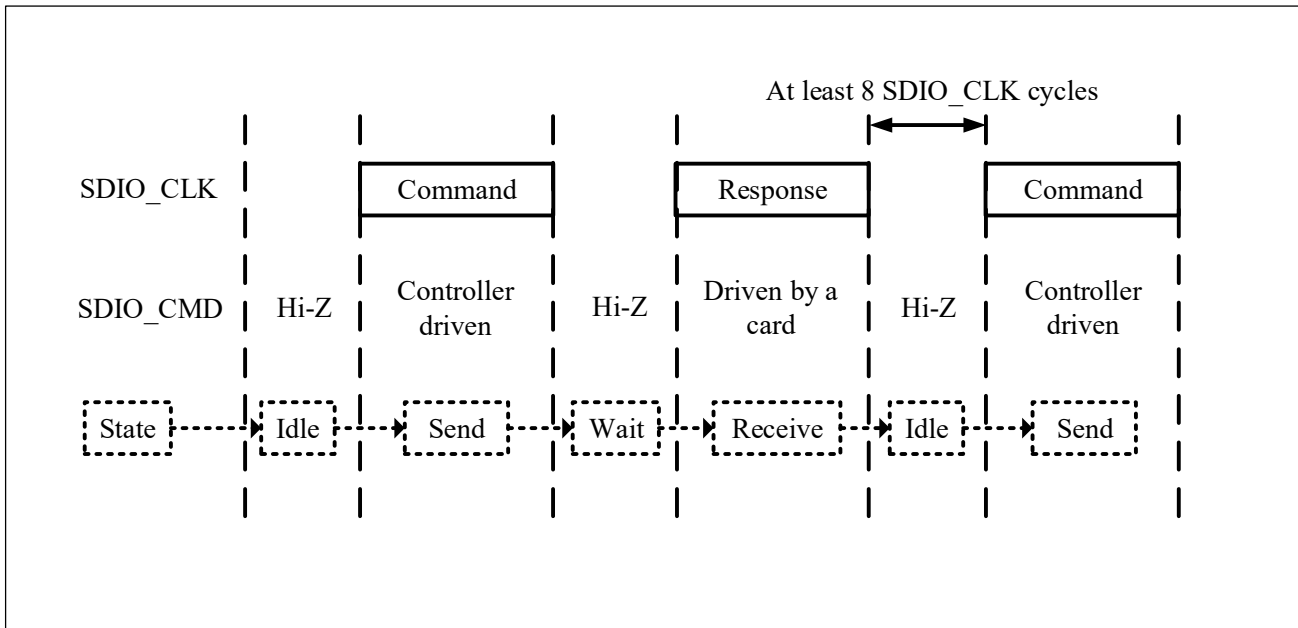 At least 8 SDIO_CLK cycles
SDIO_CLK Command Response Command
SDIO_CMD Hi-Z Controller driven Hi-Z Driven by a card Hi-Z Controller driven
State Idle Send Wait Receive Idle Send